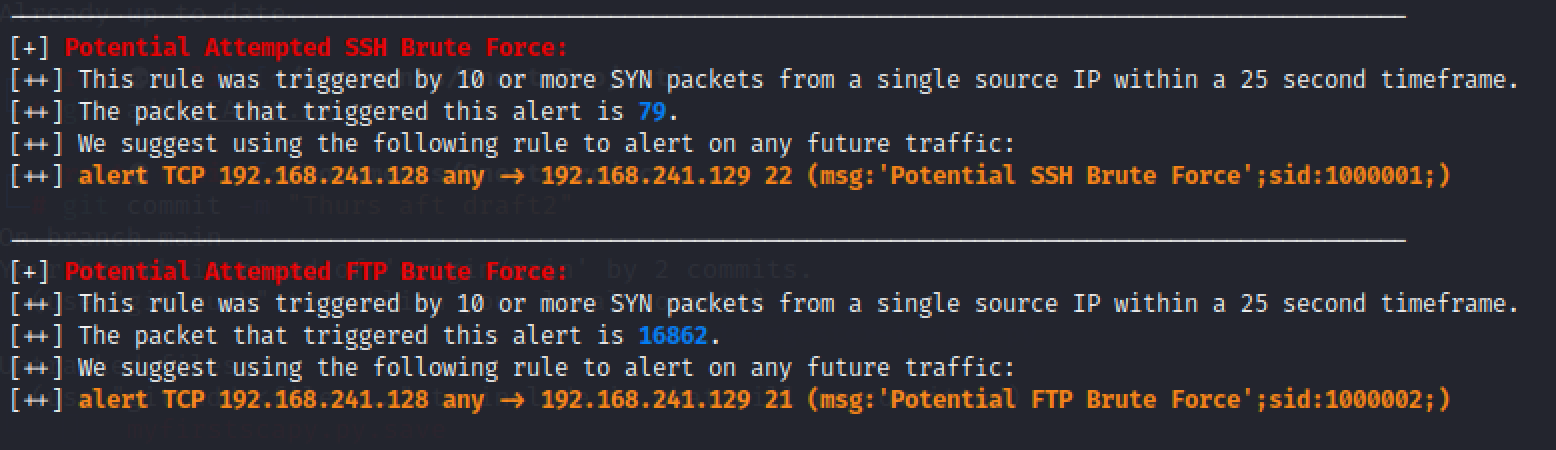 Already up to date.
[+] Potential Attempted SSH Brute Force:
[++] This rule was triggered by 10 or more SYN packets from a single source IP within a 25 second timeframe.
[++] The packet that triggered this alert is 79.
[++] We suggest using the following rule to alert on any future traffic:
[++] alert TCP 192.168.241.128 any -> 192.168.241.129 22 (msg:'Potential SSH Brute Force';sid:1000001;)
git commit -m "Thurs aft draft2"
On branch main
[+] Potential Attempted FTP Brute Force:
by 2 commits.
[++] This rule was triggered by 10 or more SYN packets from a single source IP within a 25 second timeframe.
[++] The packet that triggered this alert is 16862.
[++] We suggest using the following rule to alert on any future traffic:
[++] alert TCP 192.168.241.128 any -> 192.168.241.129 21 (msg:'Potential FTP Brute Force';sid:1000002;)